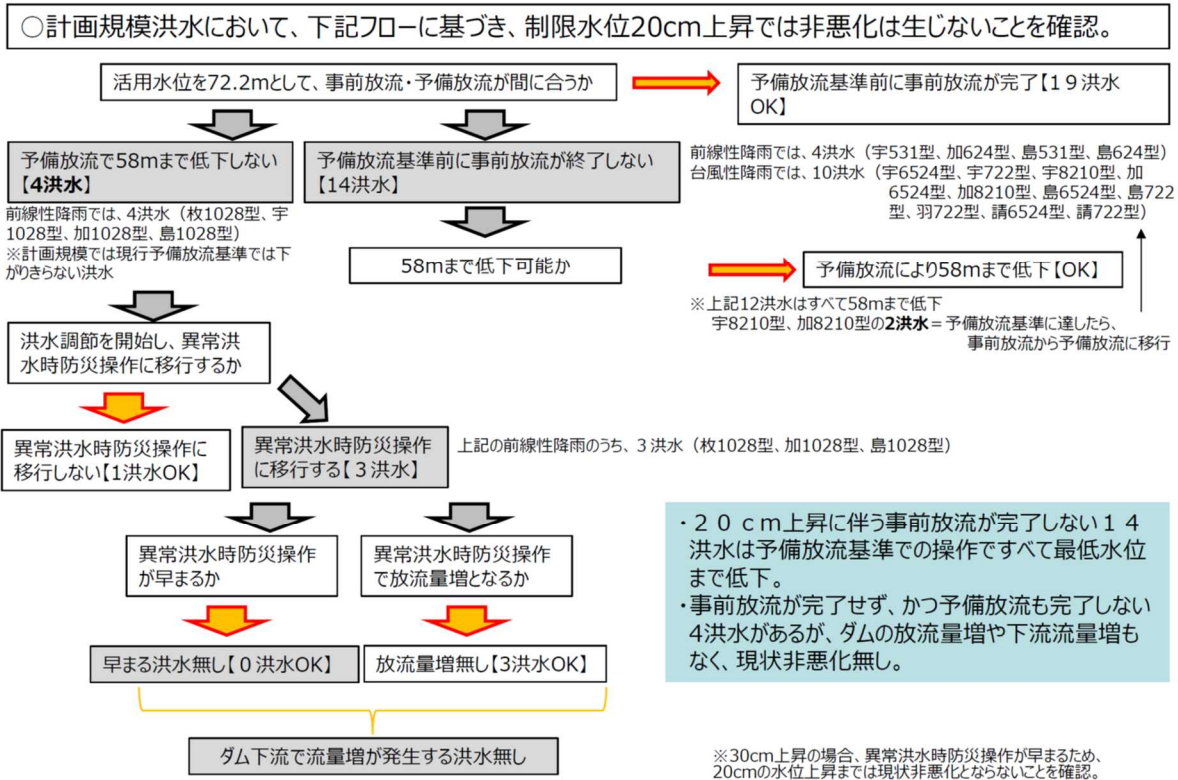 ○計画規模洪水において、下記フローに基づき、制限水位20cm上昇では非悪化は生じないことを確認。
活用水位を72.2mとして、事前放流・予備放流が間に合うか
予備放流基準前に事前放流が完了【19洪水
OK】
予備放流で58mまで低下しない
【4洪水】
予備放流基準前に事前放流が終了しない
【14洪水】
前線性降雨では、4洪水（宇531型、加624型、島531型、島624型）
台風性降雨では、10洪水（宇6524型、宇722型、宇8210型、加
6524型、加8210型、島6524型、島722
型、羽722型、請6524型、請722型）
前線性降雨では、4洪水（枚1028型、宇
1028型、加1028型、島1028型）
※計画規模では現行予備放流基準では下
がりきらない洪水
58mまで低下可能か
予備放流により58mまで低下【OK】
※上記12洪水はすべて58mまで低下
宇8210型、加8210型の2洪水＝予備放流基準に達したら、
事前放流から予備放流に移行
洪水調節を開始し、異常洪
水時防災操作に移行するか
異常洪水時防災操作に
移行しない【1洪水OK】
異常洪水時防災操作
に移行する【3洪水】
上記の前線性降雨のうち、3洪水（枚1028型、加1028型、島1028型）
異常洪水時防災操作
が早まるか
異常洪水時防災操作
で放流量増となるか
早まる洪水無し【0洪水OK】
放流量増無し【3洪水OK】
ダム下流で流量増が発生する洪水無し
・20cm上昇に伴う事前放流が完了しない14
洪水は予備放流基準での操作ですべて最低水位
まで低下。
・事前放流が完了せず、かつ予備放流も完了しない
4洪水があるが、ダムの放流量増や下流流量増も
なく、現状非悪化無し。
※30cm上昇の場合、異常洪水時防災操作が早まるため、
20cmの水位上昇までは現状非悪化とならないことを確認。